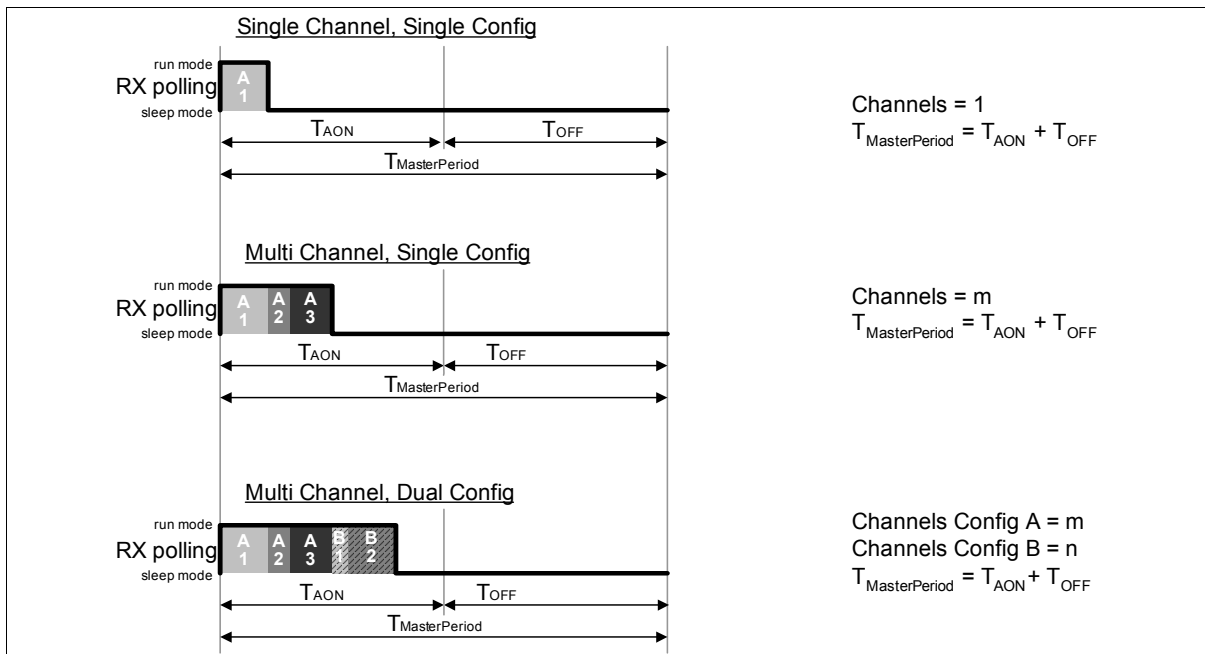 Single Channel, Single Config
run mode
RX polling
sleep mode
A
1
TAON
TOFF
TMasterPeriod
Channels = 1
TMasterPeriod = TAON + TOFF
Multi Channel, Single Config
run mode
RX polling
sleep mode
A A A
1 2 3
TAON
TOFF
TMasterPeriod
Channels = m
TMasterPeriod = TAON + TOFF
Multi Channel, Dual Config
run mode
RX polling
sleep mode
A A A B B
1 2 3 1 2
TAON
TOFF
TMasterPeriod
Channels Config A = m
Channels Config B = n
TMasterPeriod = TAON + TOFF